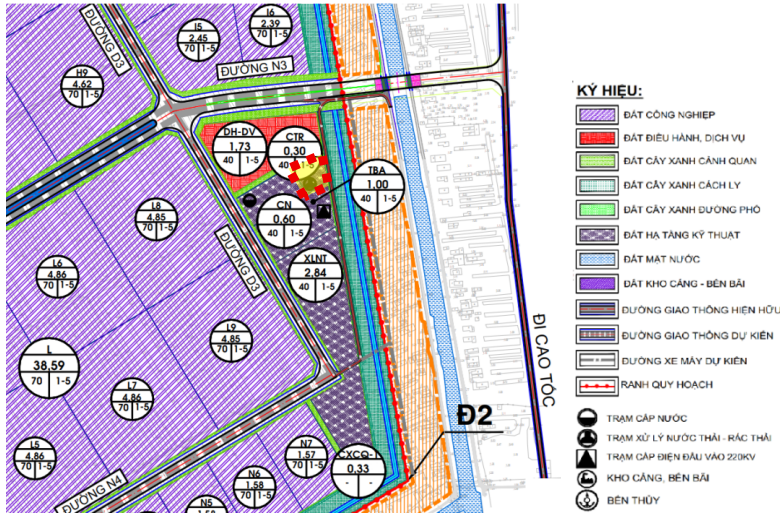 I6
2.39
70 1-5
I5
2.45
70 1-5
ĐƯỜNG D3
ĐƯỜNG N3
H9
4.62
70 1-5
DH-DV
1,73
40 1-5
CTR
0,30
40 1-5
TBA
1,00
40 1-5
CN
0,60
40 1-5
L8
4.85
70 1-5
ĐƯỜNG D3
XLNT
2,84
40 1-5
L6
4.86
70 1-5
L9
4.85
70 1-5
L
38,59
70 1-5
L7
4.86
70 1-5
L5
4.86
70 1-5
N7
1.57
70 1-5
CXCQ-1
0,33
- -
N6
1.58
70 1-5
ĐƯỜNG N4
N5
Đ2
ĐI CAO TỐC
KÝ HIỆU:
ĐẤT CÔNG NGHIỆP
ĐẤT ĐIỀU HÀNH, DỊCH VỤ
ĐẤT CÂY XANH CẢNH QUAN
ĐẤT CÂY XANH CÁCH LY
ĐẤT CÂY XANH ĐƯỜNG PHỐ
ĐẤT HẠ TẦNG KỸ THUẬT
ĐẤT MẶT NƯỚC
ĐẤT KHO CẢNG - BẾN BÃI
ĐƯỜNG GIAO THÔNG HIỆN HỮU
ĐƯỜNG GIAO THÔNG DỰ KIẾN
ĐƯỜNG XE MÁY DỰ KIẾN
RANH QUY HOẠCH
TRẠM CẤP NƯỚC
TRẠM XỬ LÝ NƯỚC THẢI - RÁC THẢI
TRẠM CẤP ĐIỆN ĐẦU VÀO 220KV
KHO CẢNG, BẾN BÃI
BẾN THỦY